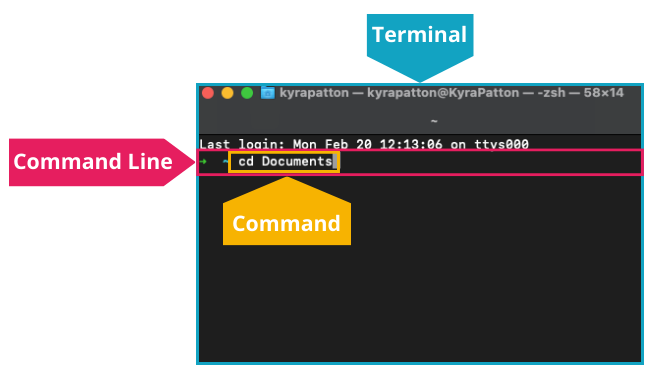 Terminal
kyrapatton — kyrapatton@KyraPatton — -zsh — 58×14
~
Last login: Mon Feb 20 12:13:06 on ttys000
Command Line
➜ ~ cd Documents
Command